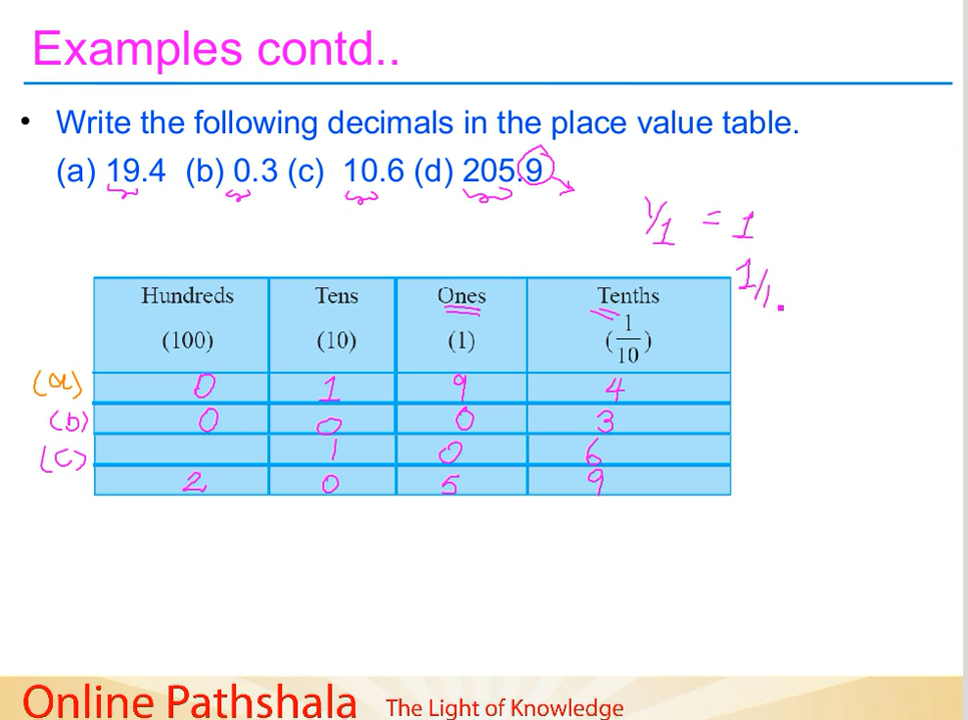 Examples contd..
• Write the following decimals in the place value table.
(a) 19.4 (b) 0.3 (c) 10.6 (d) 205.9
1/1 = 1
1/1.
Hundreds Tens Ones Tenths
(100) (10) (1) (1/10)
(a) 0 1 9 4
(b) 0 0 0 3
(c) 1 0 6
2 0 5 9
Online Pathshala The Light of Knowledge